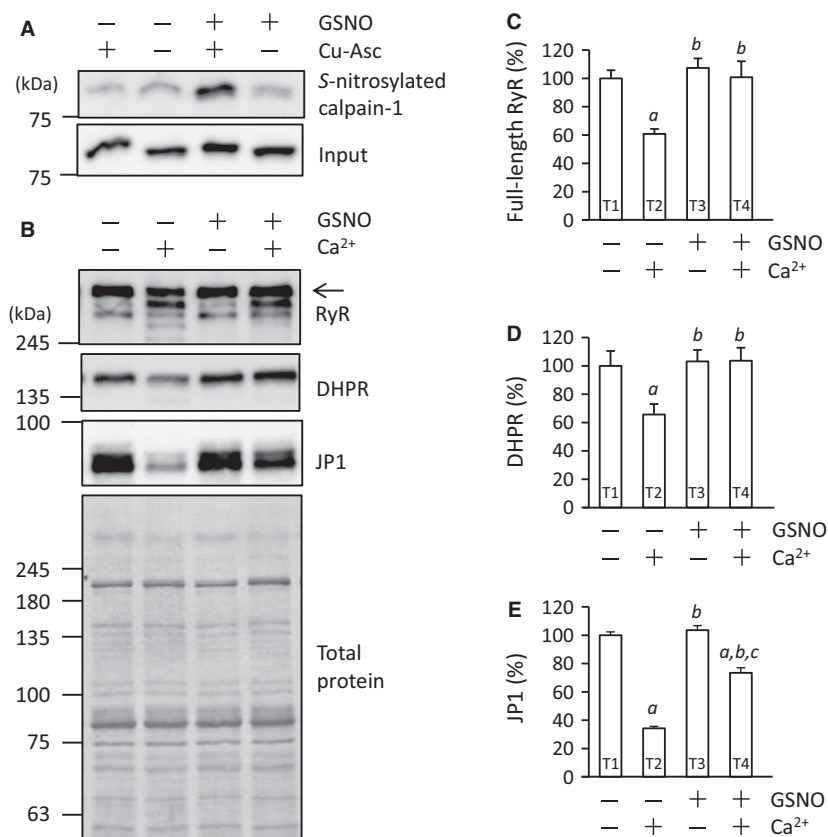 A
− − + + GSNO
+ − + − Cu-Asc
(kDa)
S-nitrosylated
calpain-1
75
Input
75
B
− − + + GSNO
− + − + Ca²⁺
(kDa)
RyR
245
DHPR
135
100
JP1
245
180
135
Total
protein
100
75
63
C
Full-length RyR (%)
120
100
80
60
40
20
0
a
b
b
T1 T2 T3 T4
− − + + GSNO
− + − + Ca²⁺
D
DHPR (%)
120
100
80
60
40
20
0
a
b
b
T1 T2 T3 T4
− − + + GSNO
− + − + Ca²⁺
E
JP1 (%)
120
100
80
60
40
20
0
a
b
a,b,c
T1 T2 T3 T4
− − + + GSNO
− + − + Ca²⁺